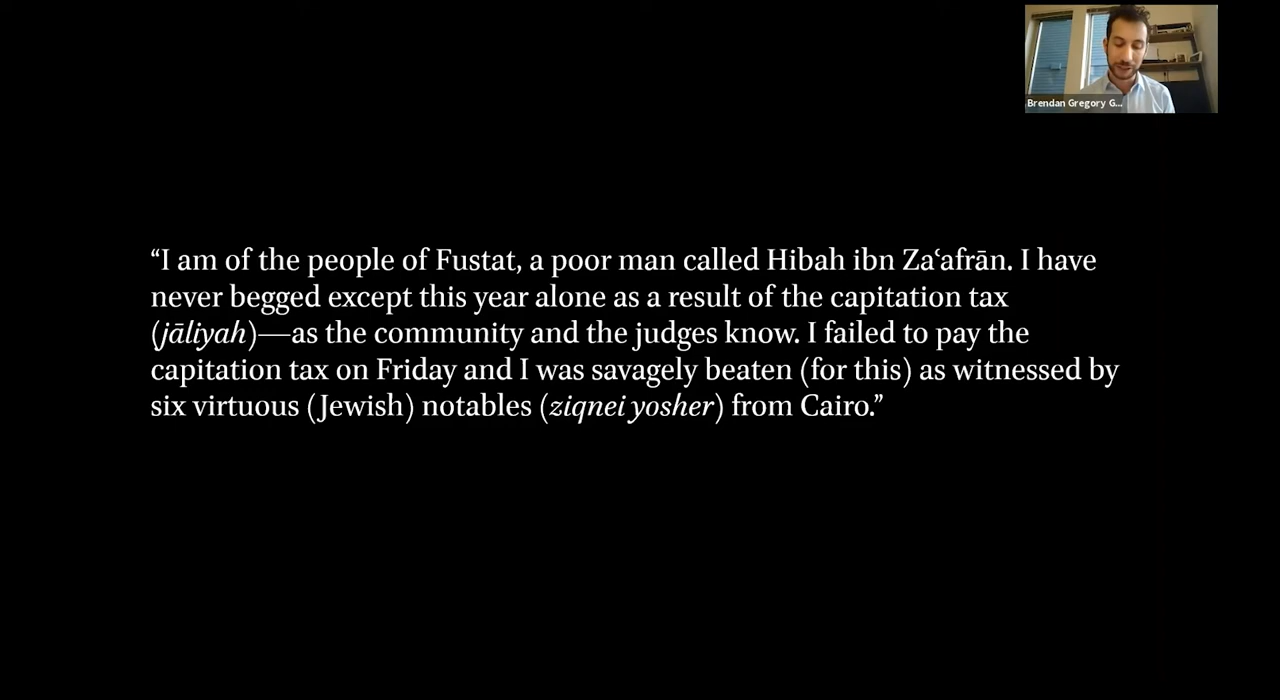 Brendan Gregory G...
“I am of the people of Fustat, a poor man called Hibah ibn Za‘afrān. I have
never begged except this year alone as a result of the capitation tax
(jāliyah)—as the community and the judges know. I failed to pay the
capitation tax on Friday and I was savagely beaten (for this) as witnessed by
six virtuous (Jewish) notables (ziqnei yosher) from Cairo.”